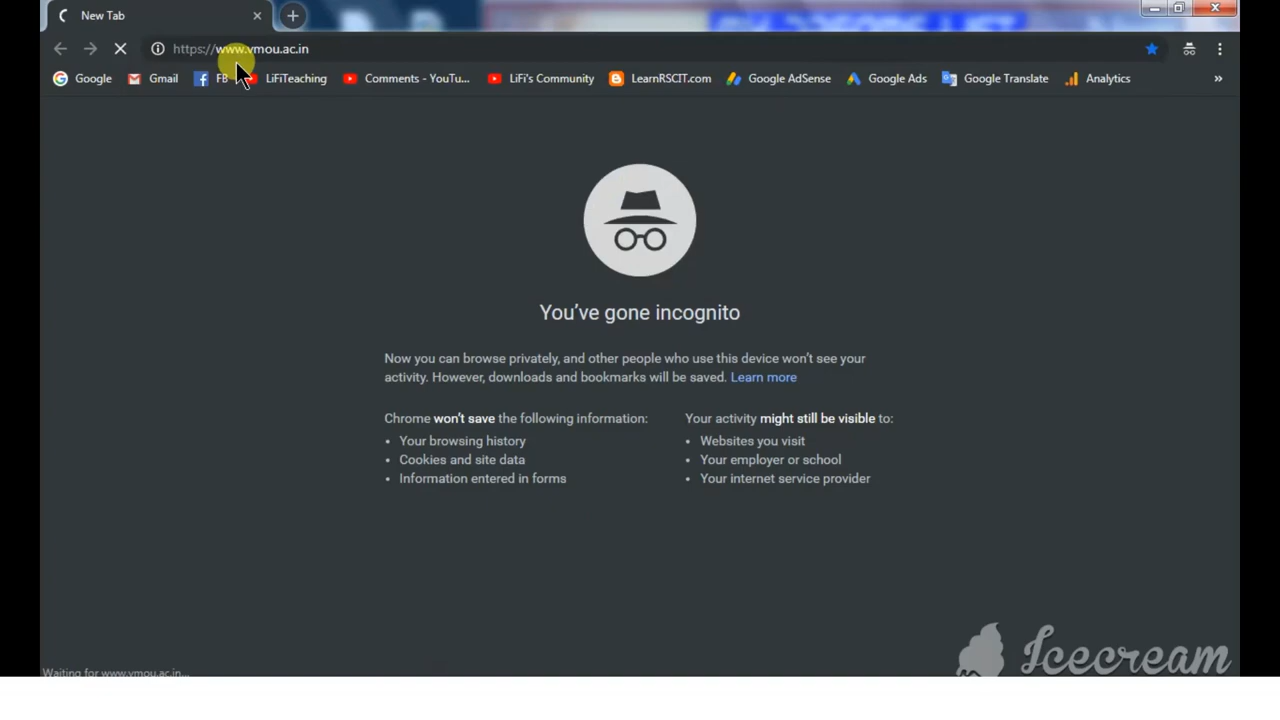 New Tab
https://www.vmou.ac.in
Google Gmail FB LiFiTeaching Comments - YouTu... LiFi's Community LearnRSCIT.com Google AdSense Google Ads Google Translate Analytics »
You've gone incognito
Now you can browse privately, and other people who use this device won't see your
activity. However, downloads and bookmarks will be saved. Learn more
Chrome won't save the following information:
• Your browsing history
• Cookies and site data
• Information entered in forms
Your activity might still be visible to:
• Websites you visit
• Your employer or school
• Your internet service provider
Icecream
Waiting for www.vmou.ac.in...